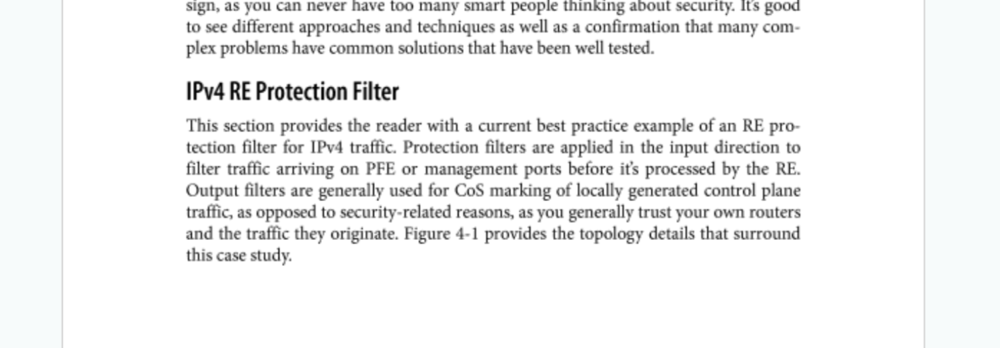 sign, as you can never have too many smart people thinking about security. It's good
to see different approaches and techniques as well as a confirmation that many com-
plex problems have common solutions that have been well tested.
IPv4 RE Protection Filter
This section provides the reader with a current best practice example of an RE pro-
tection filter for IPv4 traffic. Protection filters are applied in the input direction to
filter traffic arriving on PFE or management ports before it's processed by the RE.
Output filters are generally used for CoS marking of locally generated control plane
traffic, as opposed to security-related reasons, as you generally trust your own routers
and the traffic they originate. Figure 4-1 provides the topology details that surround
this case study.